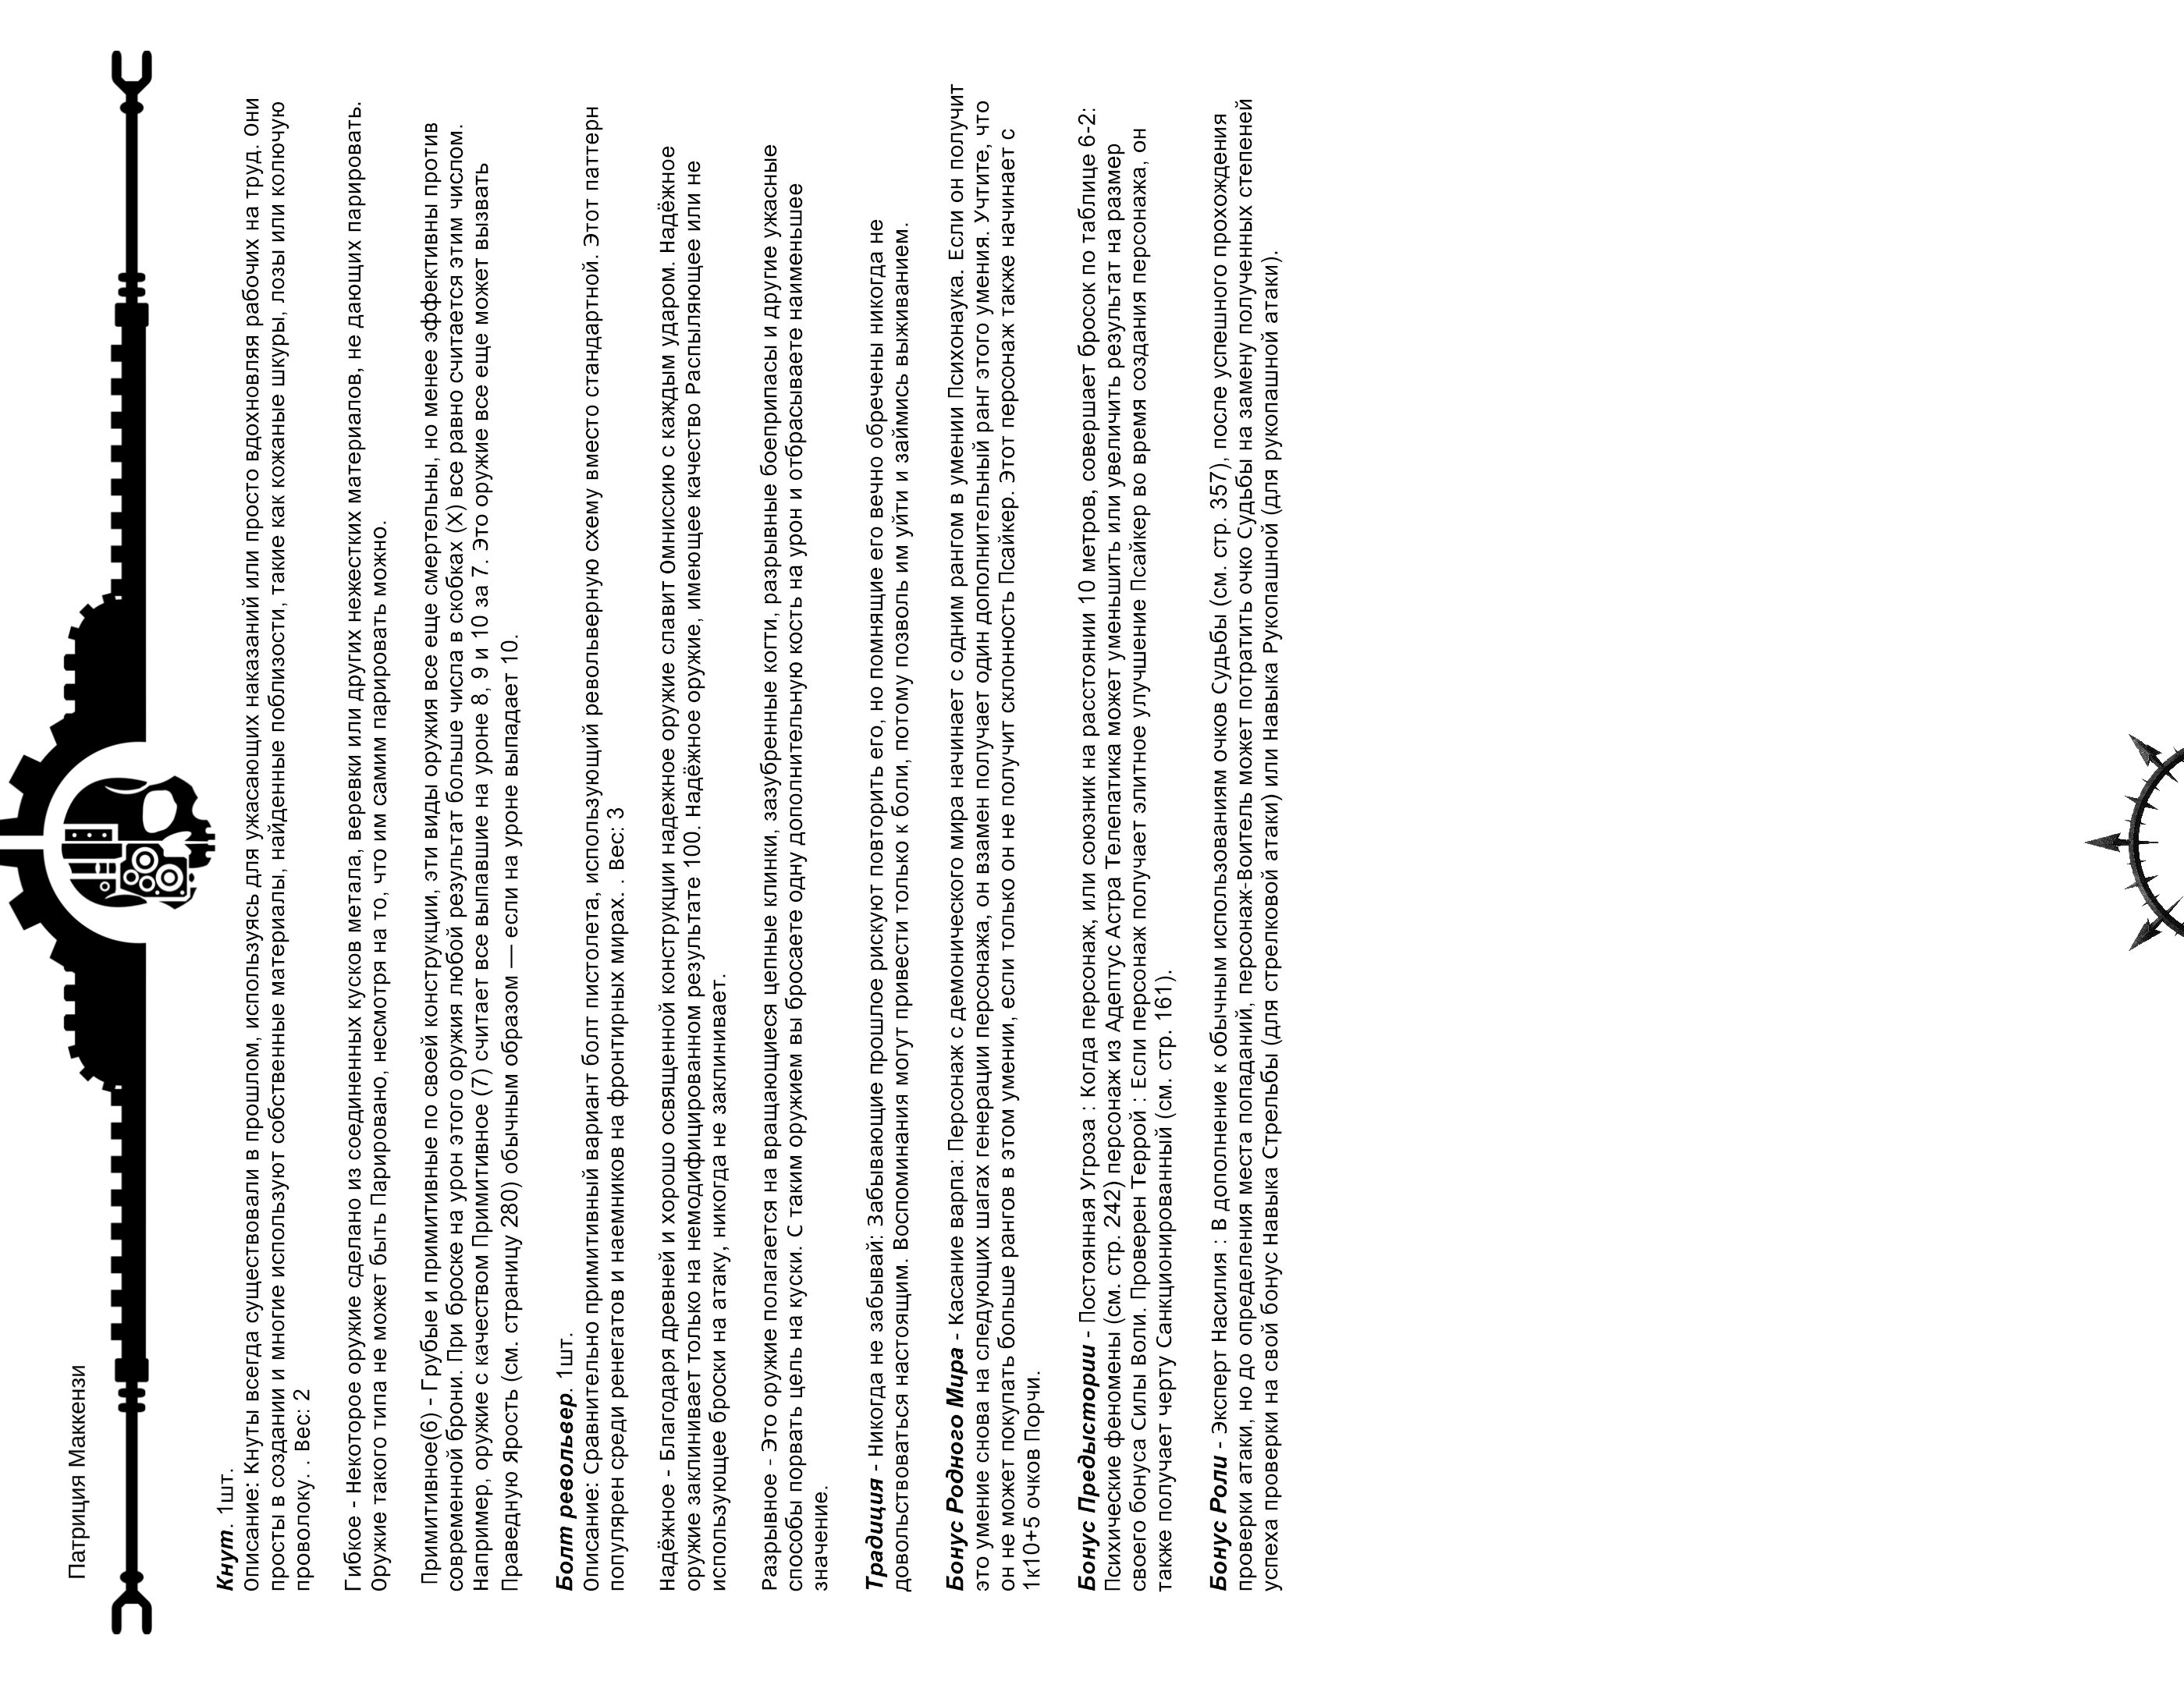 Патриция Маккензи
Кнут. 1шт.
Описание: Кнуты всегда существовали в прошлом, используясь для ужасающих наказаний или просто вдохновляя рабочих на труд. Они
просты в создании и многие используют собственные материалы, найденные поблизости, такие как кожаные шкуры, лозы или колючую
проволоку. . Вес: 2
Гибкое - Некоторое оружие сделано из соединенных кусков метала, веревки или других нежестких материалов, не дающих парировать.
Оружие такого типа не может быть Парировано, несмотря на то, что им самим парировать можно.
Примитивное(6) - Грубые и примитивные по своей конструкции, эти виды оружия все еще смертельны, но менее эффективны против
современной брони. При броске на урон этого оружия любой результат больше числа в скобках (X) все равно считается этим числом.
Например, оружие с качеством Примитивное (7) считает все выпавшие на уроне 8, 9 и 10 за 7. Это оружие все еще может вызвать
Праведную Ярость (см. страницу 280) обычным образом — если на уроне выпадает 10.
Болт револьвер. 1шт.
Описание: Сравнительно примитивный вариант болт пистолета, использующий револьверную схему вместо стандартной. Этот паттерн
популярен среди ренегатов и наемников на фронтирных мирах. . Вес: 3
Надёжное - Благодаря древней и хорошо освященной конструкции надежное оружие славит Омниссию с каждым ударом. Надёжное
оружие заклинивает только на немодифицированном результате 100. Надёжное оружие, имеющее качество Распыляющее или не
использующее броски на атаку, никогда не заклинивает.
Разрывное - Это оружие полагается на вращающиеся цепные клинки, зазубренные когти, разрывные боеприпасы и другие ужасные
способы порвать цель на куски. С таким оружием вы бросаете одну дополнительную кость на урон и отбрасываете наименьшее
значение.
Традиция - Никогда не забывай: Забывающие прошлое рискуют повторить его, но помнящие его вечно обречены никогда не
довольствоваться настоящим. Воспоминания могут привести только к боли, потому позволь им уйти и займись выживанием.
Бонус Родного Мира - Касание варпа: Персонаж с демонического мира начинает с одним рангом в умении Психонаука. Если он получит
это умение снова на следующих шагах генерации персонажа, он взамен получает один дополнительный ранг этого умения. Учтите, что
он не может покупать больше рангов в этом умении, если только он не получит склонность Псайкер. Этот персонаж также начинает с
1к10+5 очков Порчи.
Бонус Предыстории - Постоянная Угроза : Когда персонаж, или союзник на расстоянии 10 метров, совершает бросок по таблице 6-2:
Психические феномены (см. стр. 242) персонаж из Адептус Астра Телепатика может уменьшить или увеличить результат на размер
своего бонуса Силы Воли. Проверен Террой : Если персонаж получает элитное улучшение Псайкер во время создания персонажа, он
также получает черту Санкционированный (см. стр. 161).
Бонус Роли - Эксперт Насилия : В дополнение к обычным использованиям очков Судьбы (см. стр. 357), после успешного прохождения
проверки атаки, но до определения места попаданий, персонаж-Воитель может потратить очко Судьбы на замену полученных степеней
успеха проверки на свой бонус Навыка Стрельбы (для стрелковой атаки) или Навыка Рукопашной (для рукопашной атаки).